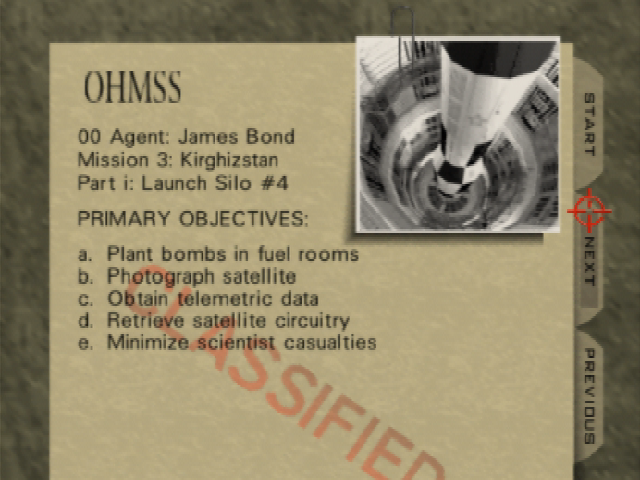 OHMSS
00 Agent: James Bond
Mission 3: Kirghizstan
Part i: Launch Silo #4
PRIMARY OBJECTIVES:
a. Plant bombs in fuel rooms
b. Photograph satellite
c. Obtain telemetric data
d. Retrieve satellite circuitry
e. Minimize scientist casualties
CLASSIFIED
START
NEXT
PREVIOUS